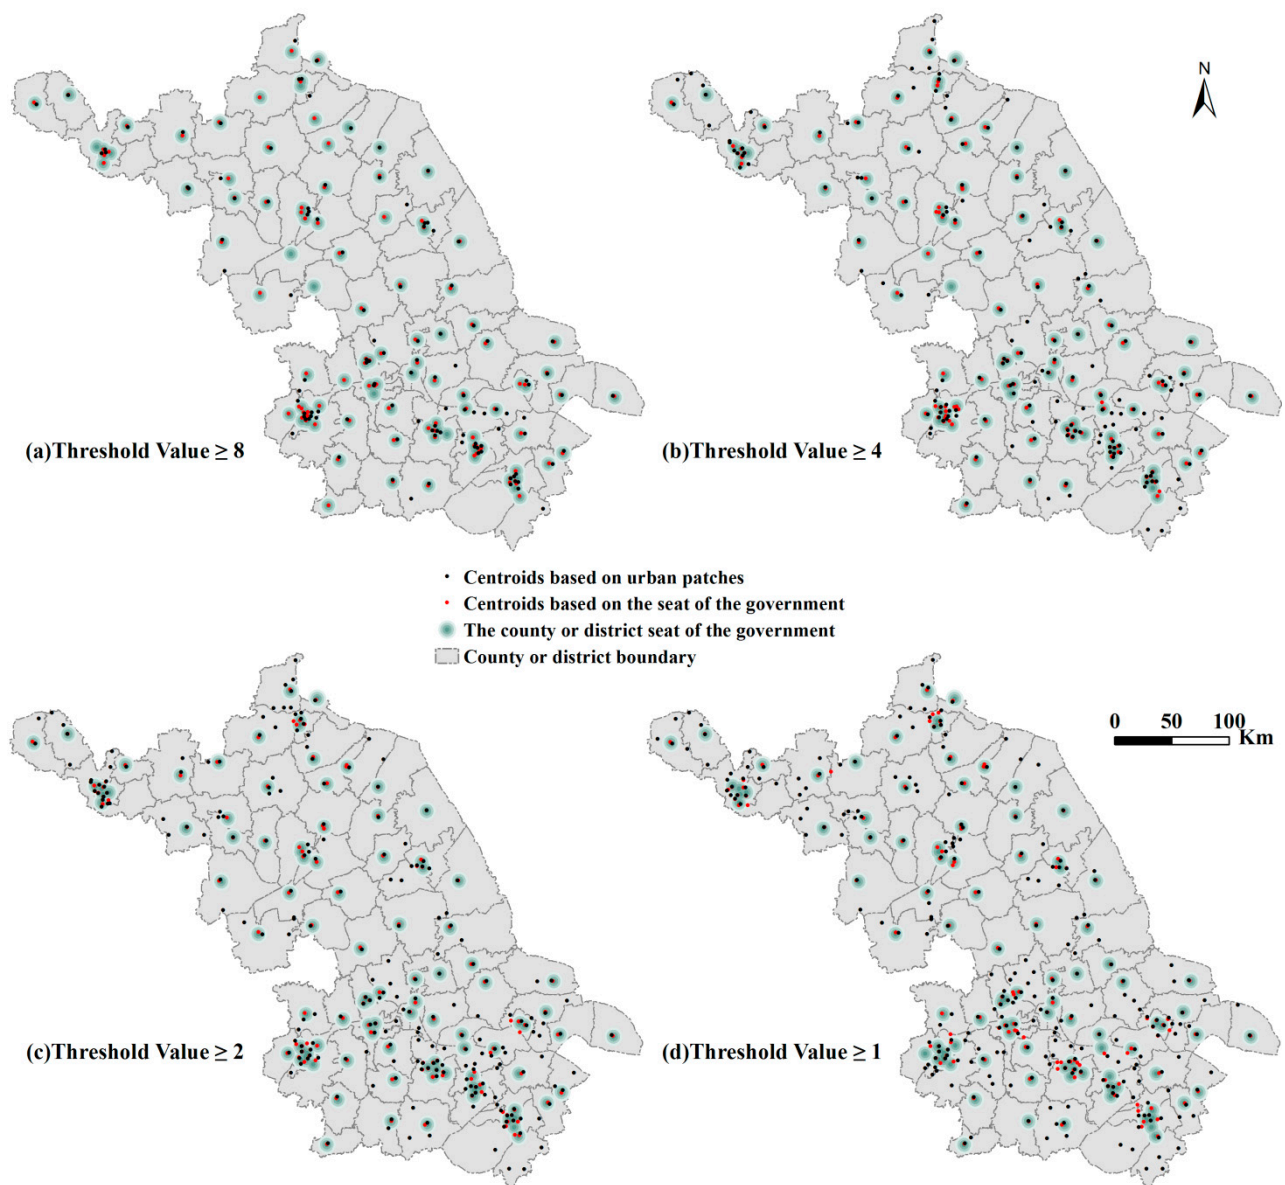 N
(a)Threshold Value ≥ 8
(b)Threshold Value ≥ 4
Centroids based on urban patches
Centroids based on the seat of the government
The county or district seat of the government
County or district boundary
0 50 100
Km
(c)Threshold Value ≥ 2
(d)Threshold Value ≥ 1